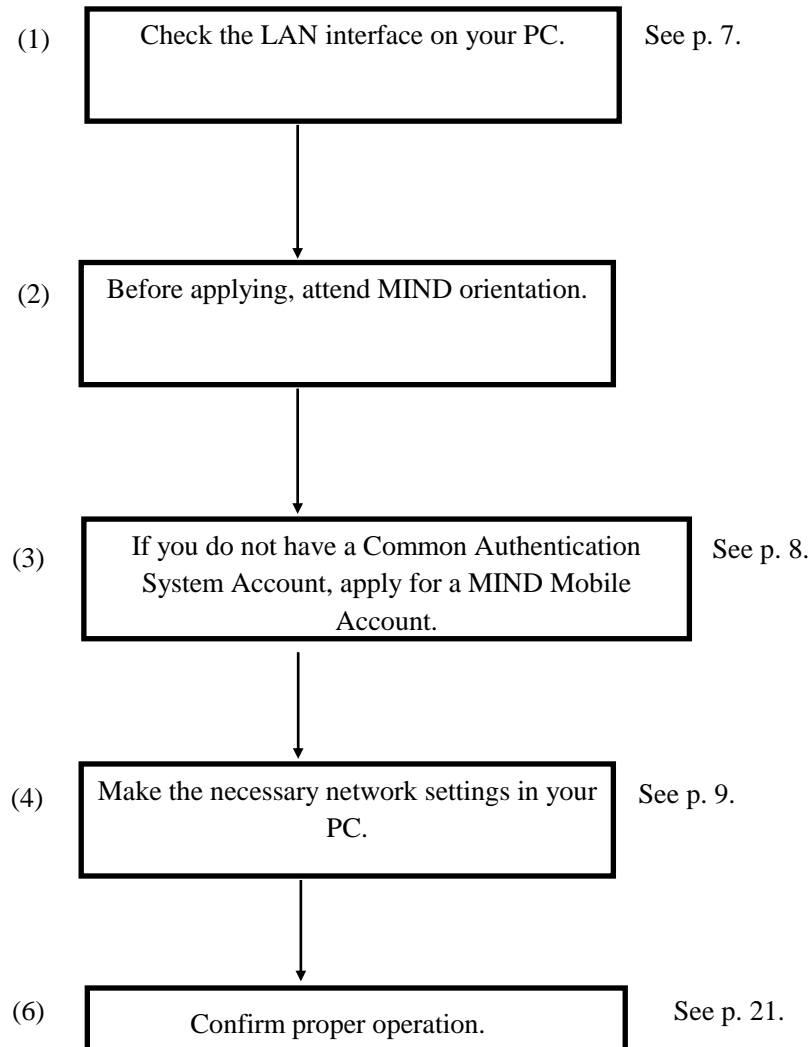 (1) Check the LAN interface on your PC. See p. 7.
(2) Before applying, attend MIND orientation.
(3) If you do not have a Common Authentication See p. 8.
System Account, apply for a MIND Mobile
Account.
(4) Make the necessary network settings in your See p. 9.
PC.
(6) Confirm proper operation. See p. 21.